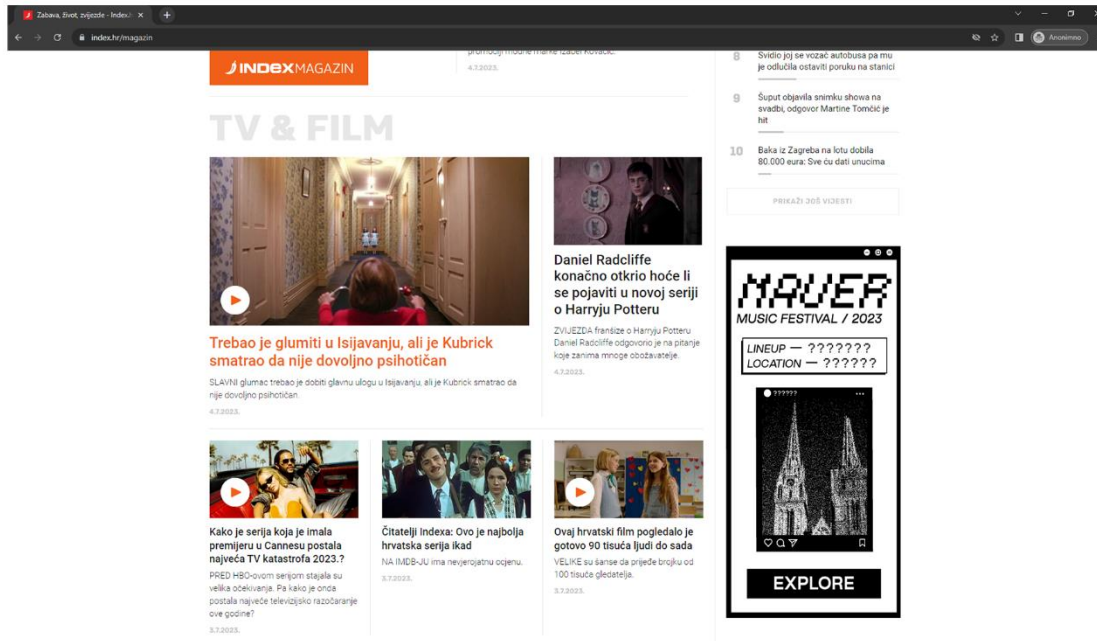 Zabava, život, zvijezde - Index.h
index.hr/magazin
Anonimno
INDEXMAGAZIN
promociji modne marke Izabel Kovačić.
4.7.2023.
TV & FILM
Trebao je glumiti u Isijavanju, ali je Kubrick
smatrao da nije dovoljno psihotičan
SLAVNI glumac trebao je dobiti glavnu ulogu u Isijavanju, ali je Kubrick smatrao da
nije dovoljno psihotičan.
4.7.2023.
Daniel Radcliffe
konačno otkrio hoće li
se pojaviti u novoj seriji
o Harryju Potteru
ZVIJEZDA franšize o Harryju Potteru
Daniel Radcliffe odgovorio je na pitanje
koje zanima mnoge obožavatelje.
4.7.2023.
Kako je serija koja je imala
premijeru u Cannesu postala
najveća TV katastrofa 2023.?
PRED HBO-ovom serijom stajala su
velika očekivanja. Pa kako je onda
postala najveće televizijsko razočaranje
ove godine?
3.7.2023.
Čitatelji Indexa: Ovo je najbolja
hrvatska serija ikad
NA IMDB-JU ima nevjerojatnu ocjenu.
3.7.2023.
Ovaj hrvatski film pogledalo je
gotovo 90 tisuća ljudi do sada
VELIKE su šanse da prijeđe brojku od
100 tisuća gledatelja.
3.7.2023.
8 Svidio joj se vozač autobusa pa mu
je odlučila ostaviti poruku na stanici
9 Šuput objavila snimku showa na
svadbi, odgovor Martine Tomčić je
hit
10 Baka iz Zagreba na lotu dobila
80.000 eura: Sve ću dati unucima
PRIKAŽI JOŠ VIJESTI
MAUER
MUSIC FESTIVAL / 2023
LINEUP — ???????
LOCATION — ??????
??????
EXPLORE